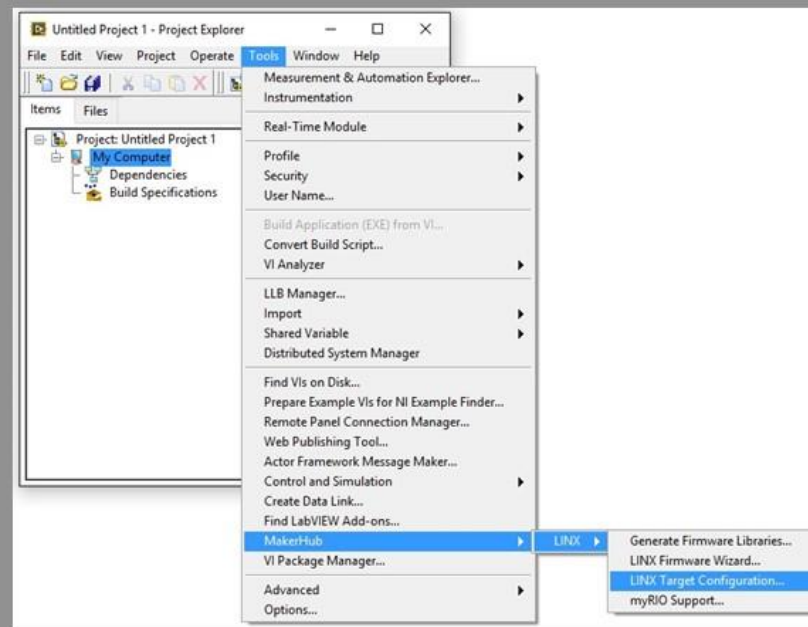 Untitled Project 1 - Project Explorer
File Edit View Project Operate Tools Window Help
Items Files
Project: Untitled Project 1
My Computer
Dependencies
Build Specifications
Measurement & Automation Explorer...
Instrumentation
Real-Time Module
Profile
Security
User Name...
Build Application (EXE) from VI...
Convert Build Script...
VI Analyzer
LLB Manager...
Import
Shared Variable
Distributed System Manager
Find VIs on Disk...
Prepare Example VIs for NI Example Finder...
Remote Panel Connection Manager...
Web Publishing Tool...
Actor Framework Message Maker...
Control and Simulation
Create Data Link...
Find LabVIEW Add-ons...
MakerHub
VI Package Manager...
Advanced
Options...
LINX
Generate Firmware Libraries...
LINX Firmware Wizard...
LINX Target Configuration...
myRIO Support...